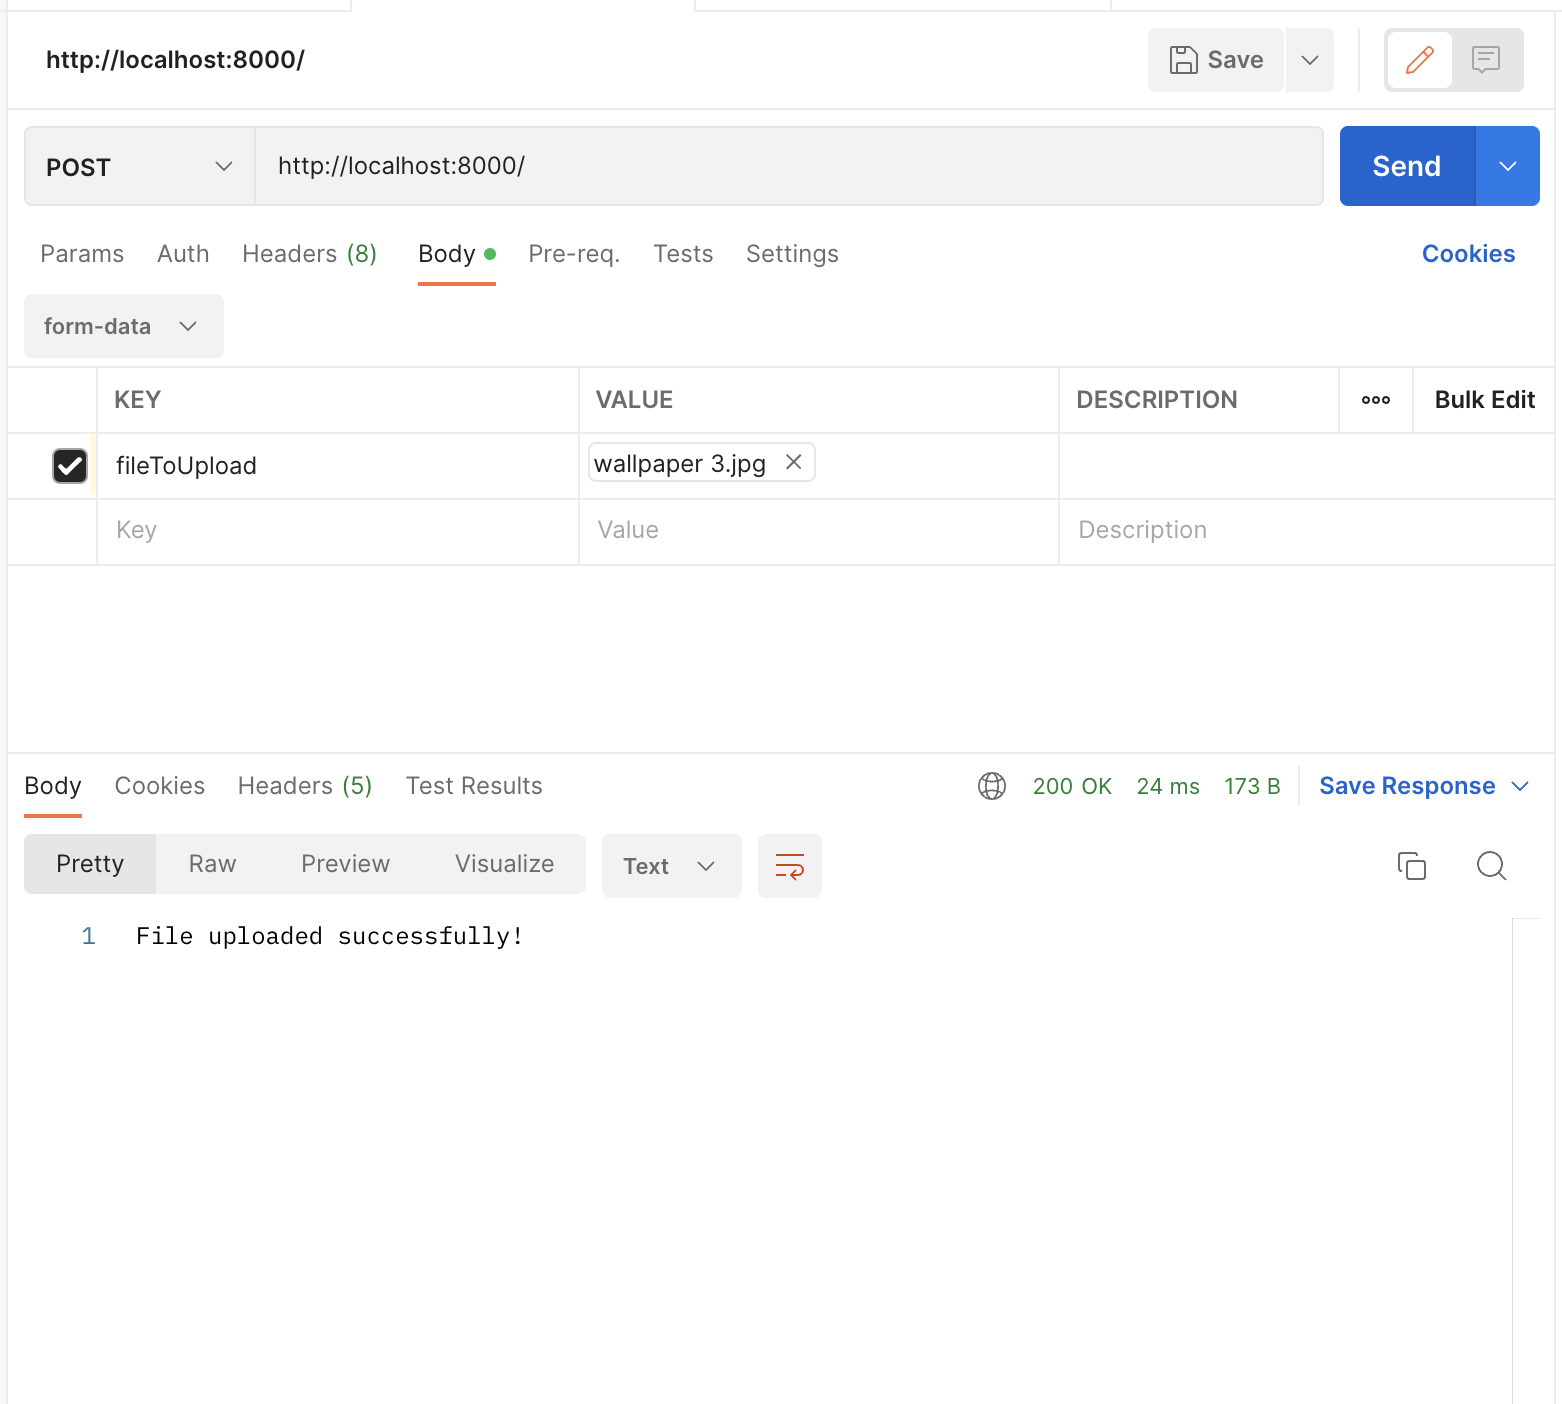 http://localhost:8000/
Save
POST
http://localhost:8000/
Send
Params Auth Headers (8) Body Pre-req. Tests Settings Cookies
form-data
KEY VALUE DESCRIPTION ooo Bulk Edit
fileToUpload wallpaper 3.jpg
Key Value Description
Body Cookies Headers (5) Test Results 200 OK 24 ms 173 B Save Response
Pretty Raw Preview Visualize Text
1 File uploaded successfully!